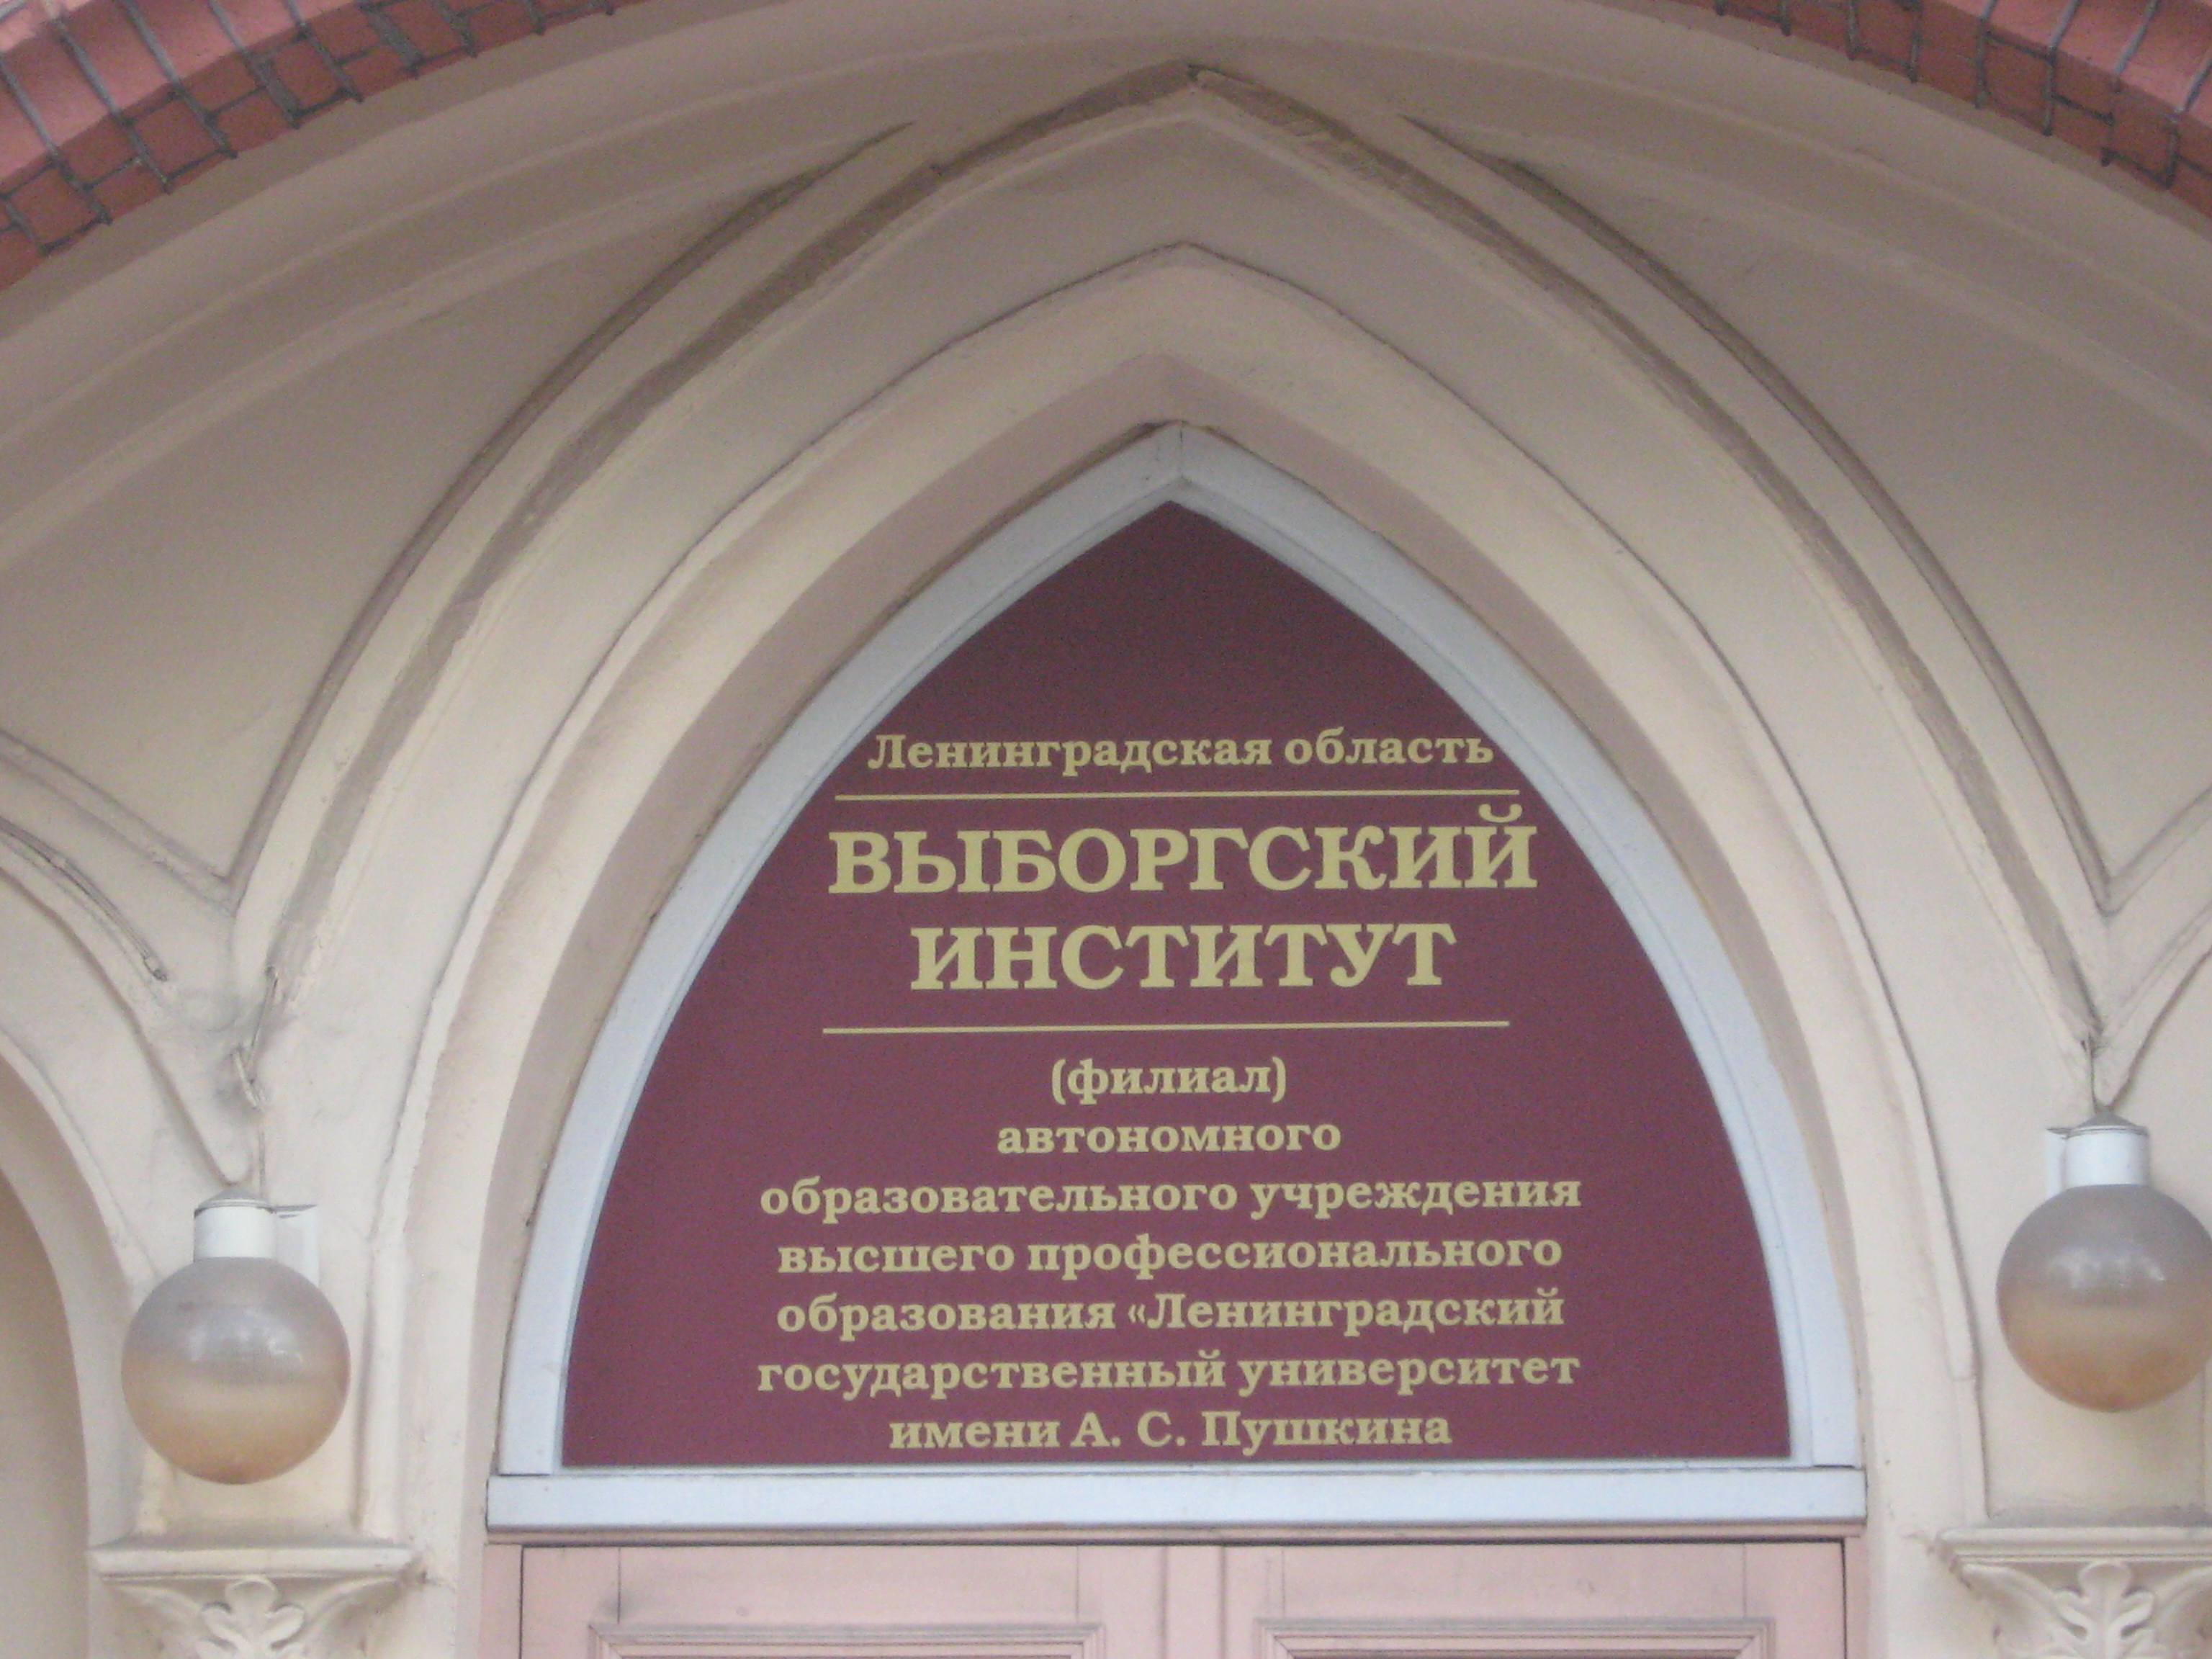 Ленинградская область
ВЫБОРГСКИЙ
ИНСТИТУТ
(филиал)
автономного
образовательного учреждения
высшего профессионального
образования «Ленинградский
государственный университет
имени А. С. Пушкина